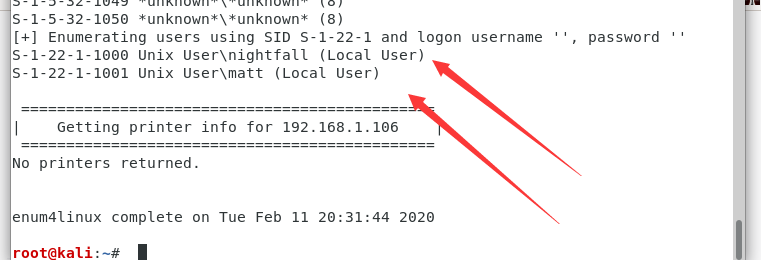 S-1-5-32-1049 *unknown*\*unknown* (8)
S-1-5-32-1050 *unknown*\*unknown* (8)
[+] Enumerating users using SID S-1-22-1 and logon username '', password ''
S-1-22-1-1000 Unix User\nightfall (Local User)
S-1-22-1-1001 Unix User\matt (Local User)
==============================================
|    Getting printer info for 192.168.1.106    |
==============================================
No printers returned.
enum4linux complete on Tue Feb 11 20:31:44 2020
root@kali:~#